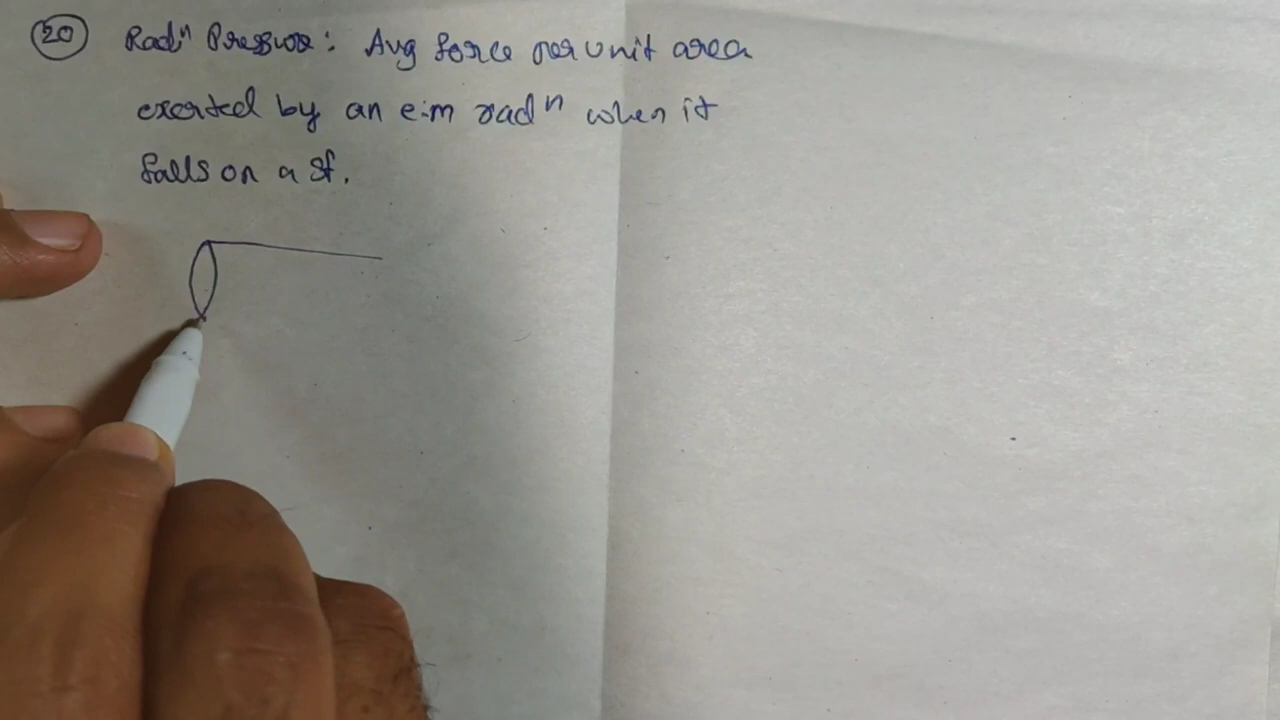 20 Radⁿ Pressure: Avg force per unit area
exerted by an e.m radⁿ when it
falls on a sf.